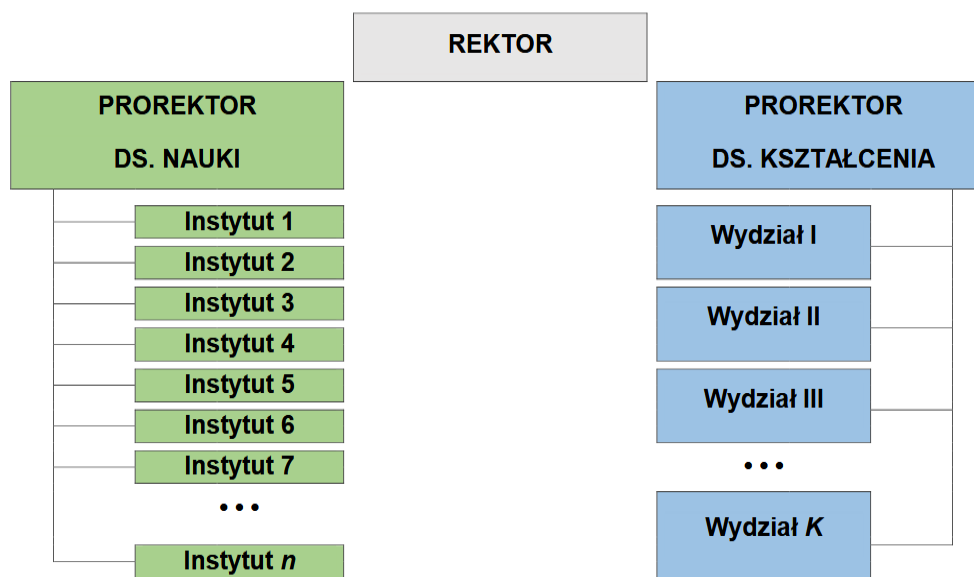 REKTOR
PROREKTOR
DS. NAUKI
Instytut 1
Instytut 2
Instytut 3
Instytut 4
Instytut 5
Instytut 6
Instytut 7
•••
Instytut n
PROREKTOR
DS. KSZTAŁCENIA
Wydział I
Wydział II
Wydział III
•••
Wydział K